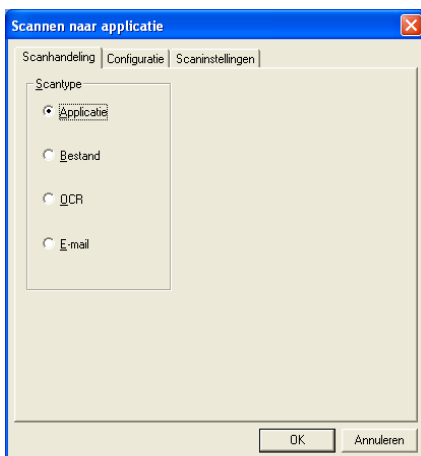 Scannen naar applicatie
Scanhandeling Configuratie Scaninstellingen
Scantype
Applicatie
Bestand
OCR
E-mail
OK Annuleren